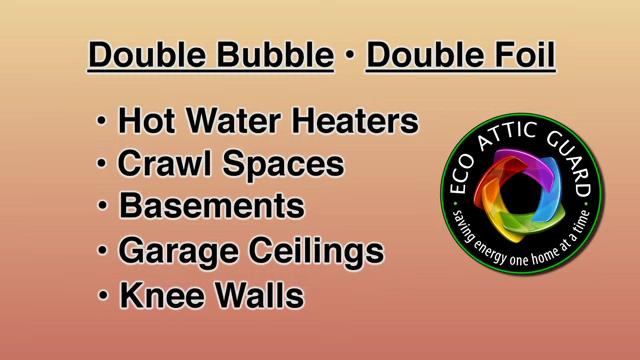 Double Bubble • Double Foil
• Hot Water Heaters
• Crawl Spaces
• Basements
• Garage Ceilings
• Knee Walls
• ECO ATTIC GUARD •
saving energy one home at a time